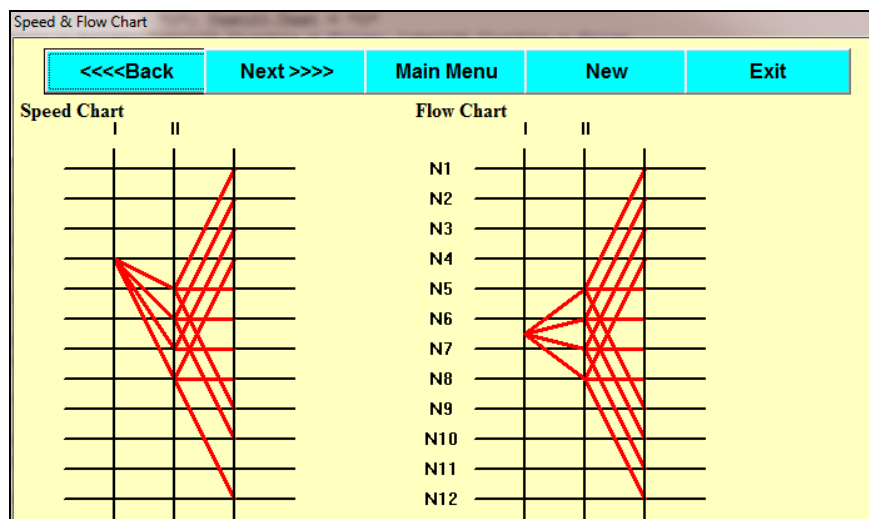 Speed & Flow Chart
<<<<Back Next >>>> Main Menu New Exit
Speed Chart Flow Chart
I II I II
N1
N2
N3
N4
N5
N6
N7
N8
N9
N10
N11
N12